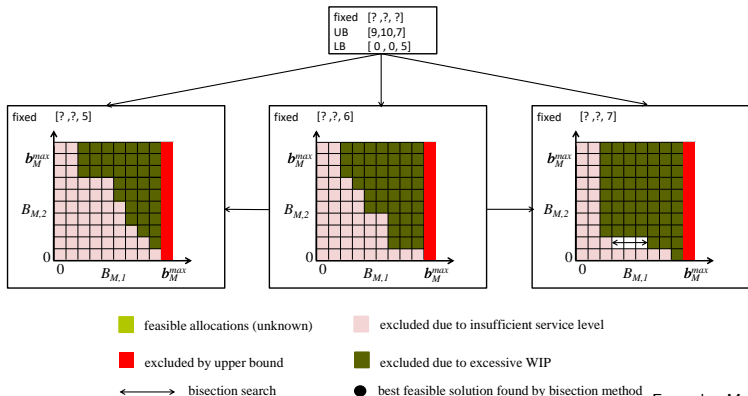 fixed [? ,?, ?]
UB [9,10,7]
LB [ 0 , 0, 5]
fixed [?, ?, 5]
b_M^max
B_M,2
0
0 B_M,1 b_M^max
fixed [?, ?, 6]
b_M^max
B_M,2
0
0 B_M,1 b_M^max
fixed [?, ?, 7]
b_M^max
B_M,2
0
0 B_M,1 b_M^max
feasible allocations (unknown)
excluded due to insufficient service level
excluded by upper bound
excluded due to excessive WIP
bisection search
best feasible solution found by bisection method